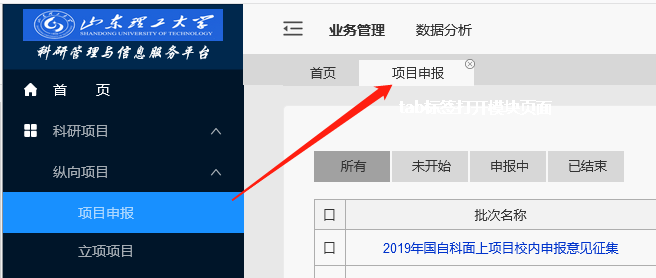 山东理工大学
SHANDONG UNIVERSITY OF TECHNOLOGY
科研管理与信息服务平台
首 页
科研项目
纵向项目
项目申报
立项项目
业务管理 数据分析
首页 项目申报
tab标签打开模块页面
所有 未开始 申报中 已结束
批次名称
2019年国自科面上项目校内申报意见征集